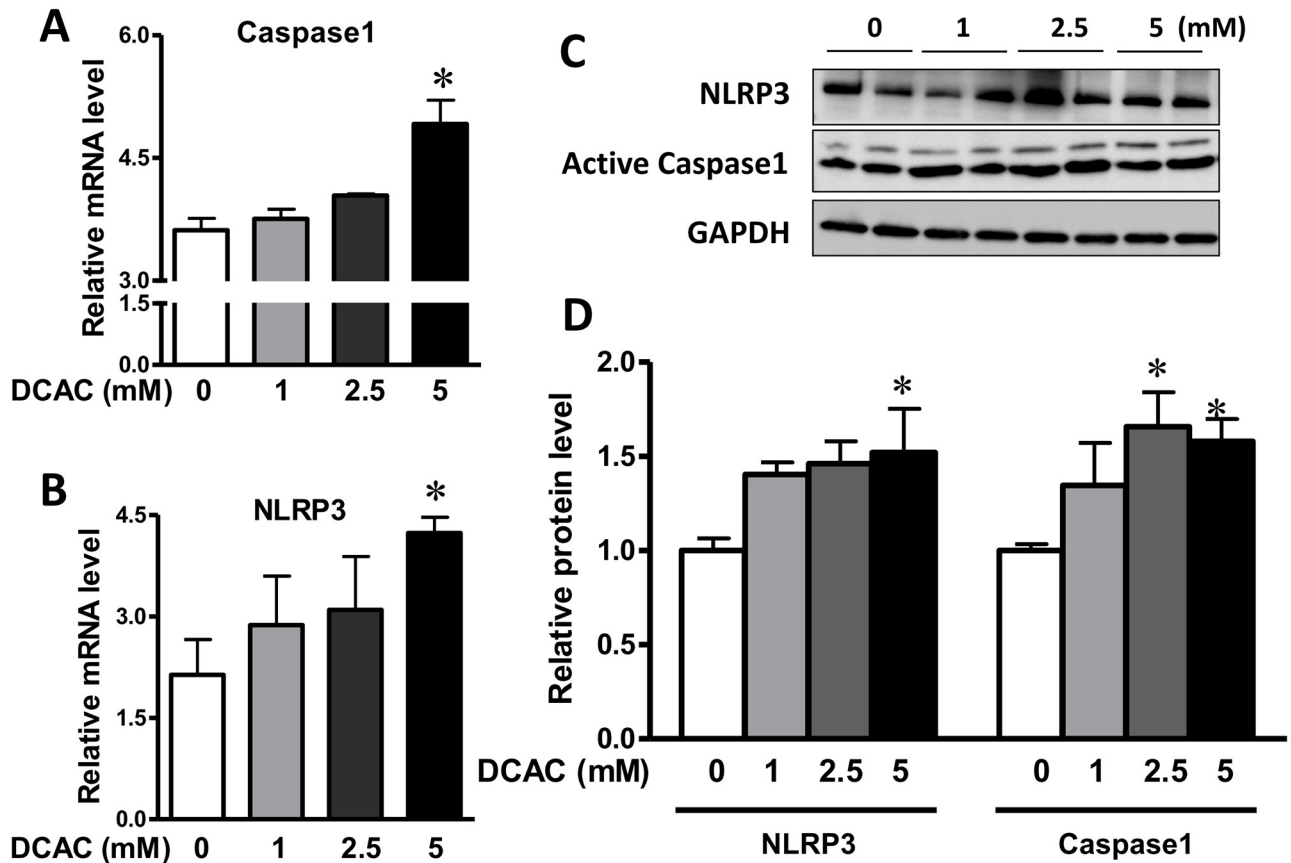 A
Caspase1
Relative mRNA level
6.0
*
4.5
3.0
1.5
0.0
DCAC (mM) 0 1 2.5 5
B
NLRP3
Relative mRNA level
4.5
*
3.0
1.5
0.0
DCAC (mM) 0 1 2.5 5
C
0 1 2.5 5 (mM)
NLRP3
Active Caspase1
GAPDH
D
Relative protein level
2.0
* * *
1.5
1.0
0.5
0.0
DCAC (mM) 0 1 2.5 5 0 1 2.5 5
NLRP3 Caspase1